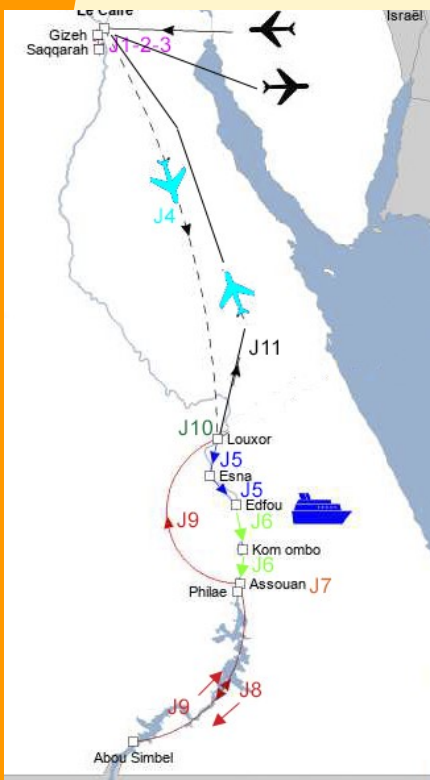 Le Caire
Israël
Gizeh
Saqqarah
J1-2-3
J4
J11
J10
Louxor
J5
Esna
J5
Edfou
J9
J6
Kom ombo
J6
Assouan
J7
Philae
J9
J8
Abou Simbel